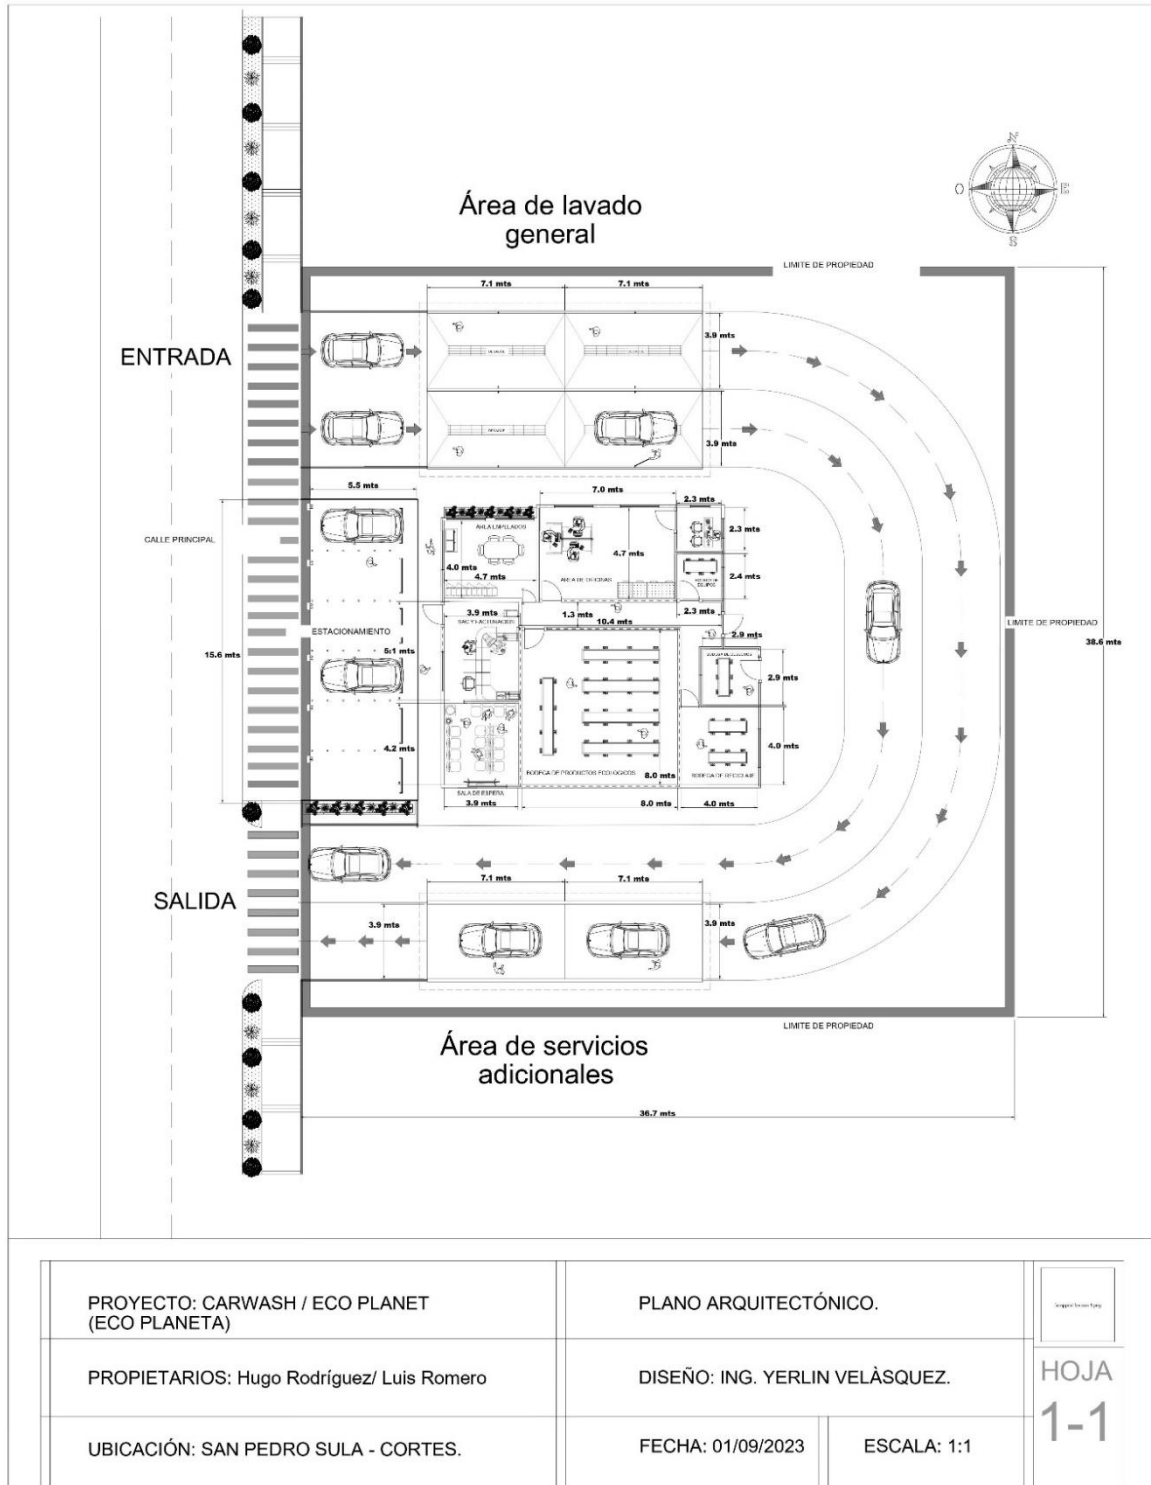 N
O
E
S
Área de lavado
general
LIMITE DE PROPIEDAD
7.1 mts
7.1 mts
3.9 mts
ENTRADA
3.9 mts
5.5 mts
7.0 mts
2.3 mts
AREA EMPLEADOS
2.3 mts
CALLE PRINCIPAL
4.7 mts
4.0 mts
4.7 mts
AREA DE OFICINAS
2.4 mts
3.9 mts
1.3 mts
2.3 mts
10.4 mts
ESTACIONAMIENTO
2.9 mts
LIMITE DE PROPIEDAD
38.6 mts
15.6 mts
5.1 mts
2.9 mts
4.2 mts
4.0 mts
BODEGA DE PRODUCTOS ECOLOGICOS
8.0 mts
BODEGA DE RECICLAJE
SALA DE ESPERA
3.9 mts
8.0 mts
4.0 mts
7.1 mts
7.1 mts
SALIDA
3.9 mts
3.9 mts
LIMITE DE PROPIEDAD
Área de servicios
adicionales
36.7 mts
PROYECTO: CARWASH / ECO PLANET
(ECO PLANETA)
PLANO ARQUITECTÓNICO.
PROPIETARIOS: Hugo Rodríguez/ Luis Romero
DISEÑO: ING. YERLIN VELÀSQUEZ.
HOJA
1-1
UBICACIÓN: SAN PEDRO SULA - CORTES.
FECHA: 01/09/2023
ESCALA: 1:1